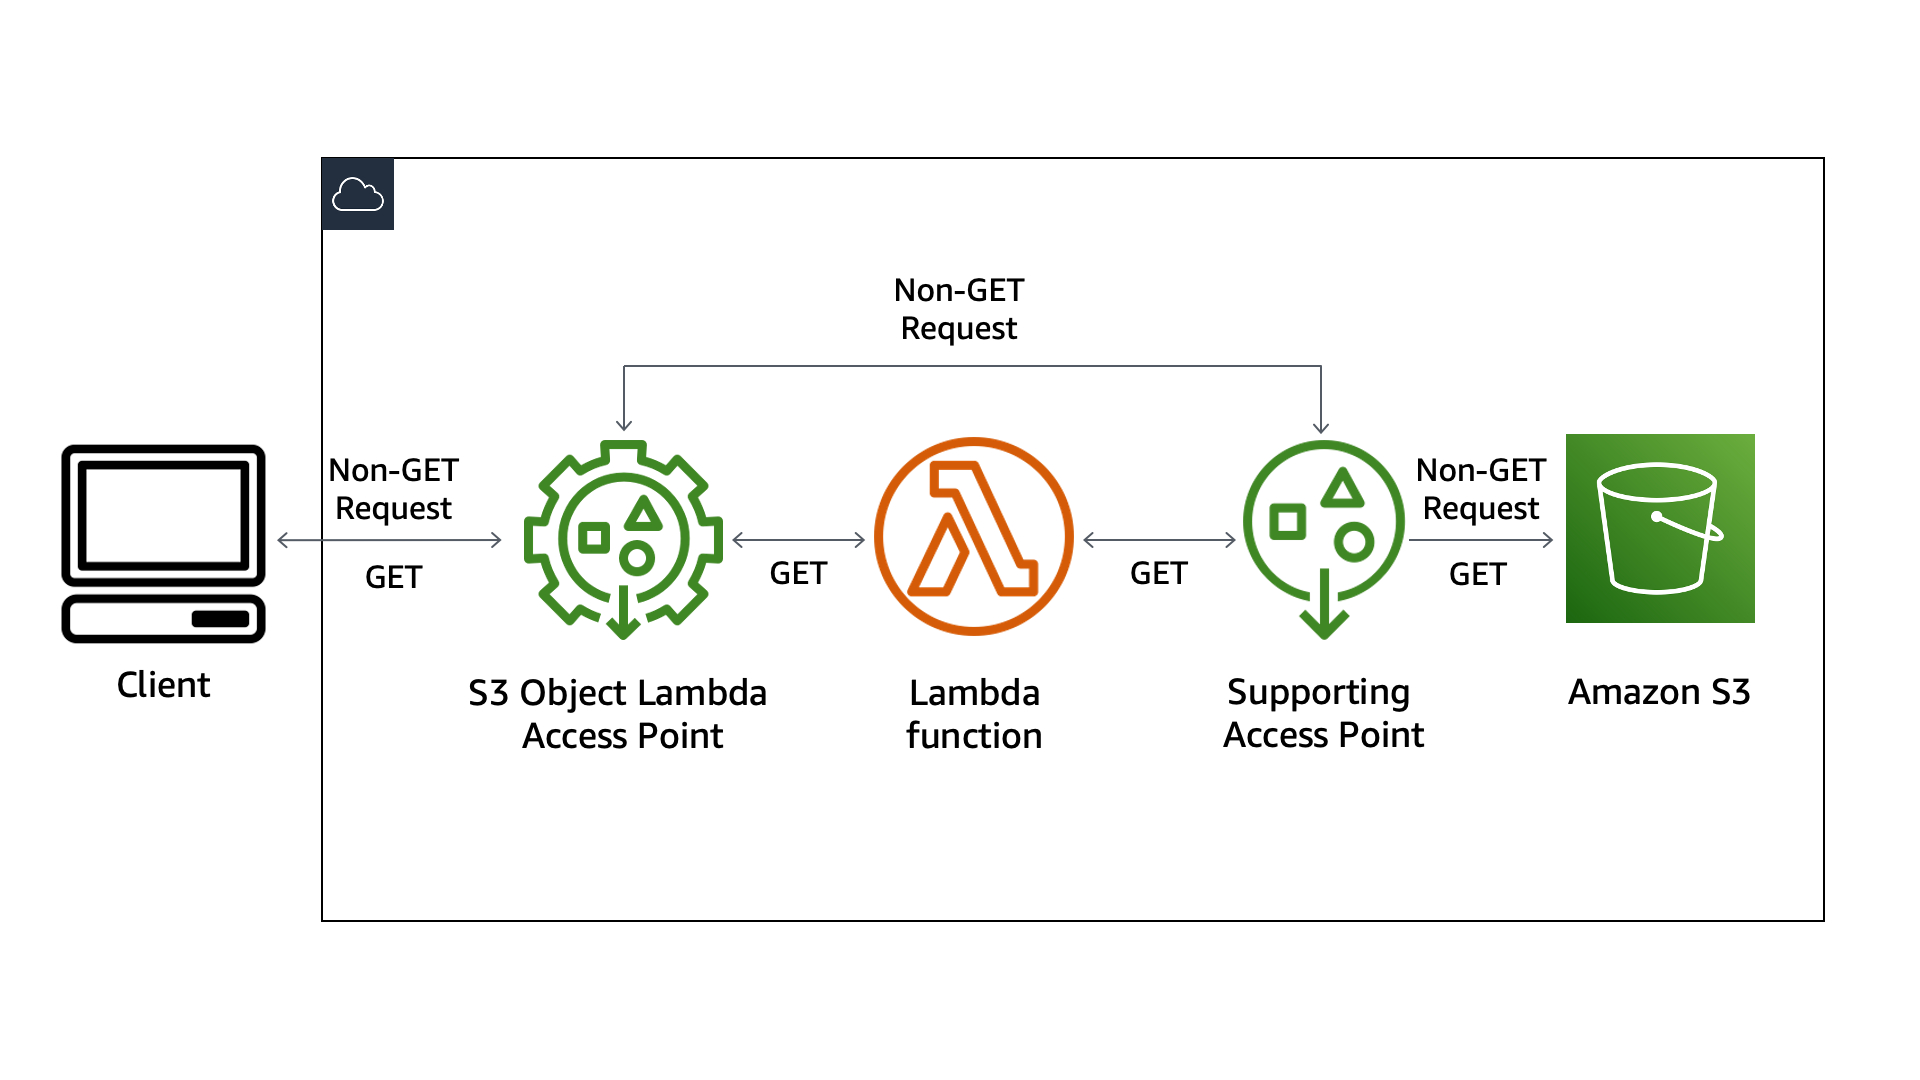 Non-GET
Request
Non-GET
Request
GET
GET
GET
Non-GET
Request
GET
Client
S3 Object Lambda
Access Point
Lambda
function
Supporting
Access Point
Amazon S3